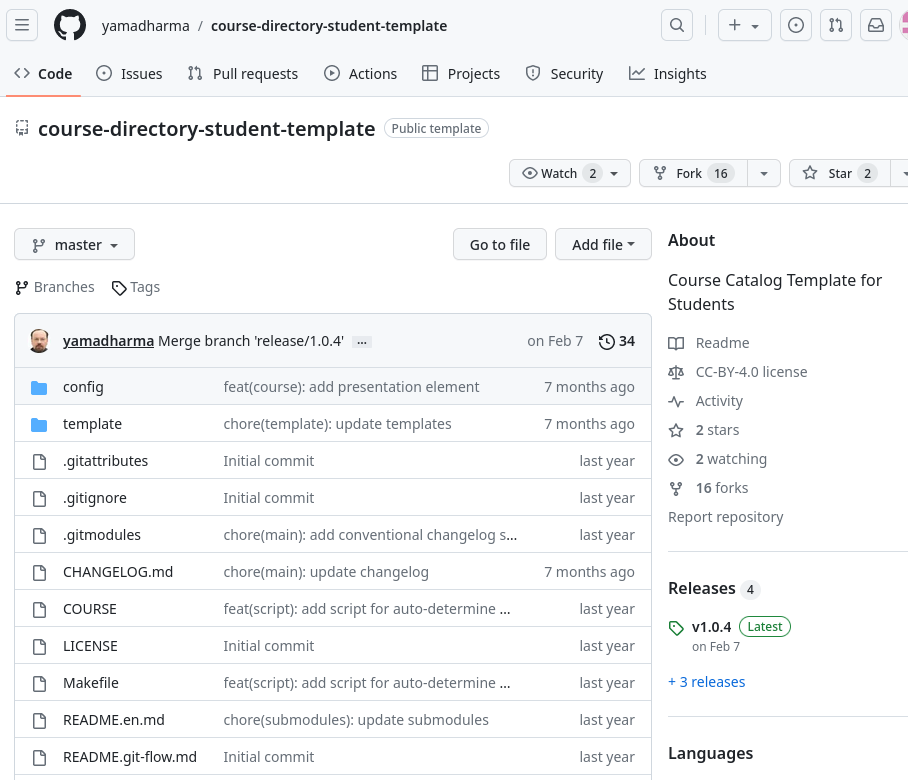 yamadharma / course-directory-student-template
Code Issues Pull requests Actions Projects Security Insights
course-directory-student-template Public template
Watch 2 Fork 16 Star 2
master Go to file Add file
Branches Tags
yamadharma Merge branch 'release/1.0.4' ... on Feb 7 34
config feat(course): add presentation element 7 months ago
template chore(template): update templates 7 months ago
.gitattributes Initial commit last year
.gitignore Initial commit last year
.gitmodules chore(main): add conventional changelog s... last year
CHANGELOG.md chore(main): update changelog 7 months ago
COURSE feat(script): add script for auto-determine ... last year
LICENSE Initial commit last year
Makefile feat(script): add script for auto-determine ... last year
README.en.md chore(submodules): update submodules last year
README.git-flow.md Initial commit last year
About
Course Catalog Template for
Students
Readme
CC-BY-4.0 license
Activity
2 stars
2 watching
16 forks
Report repository
Releases 4
v1.0.4 Latest
on Feb 7
+ 3 releases
Languages